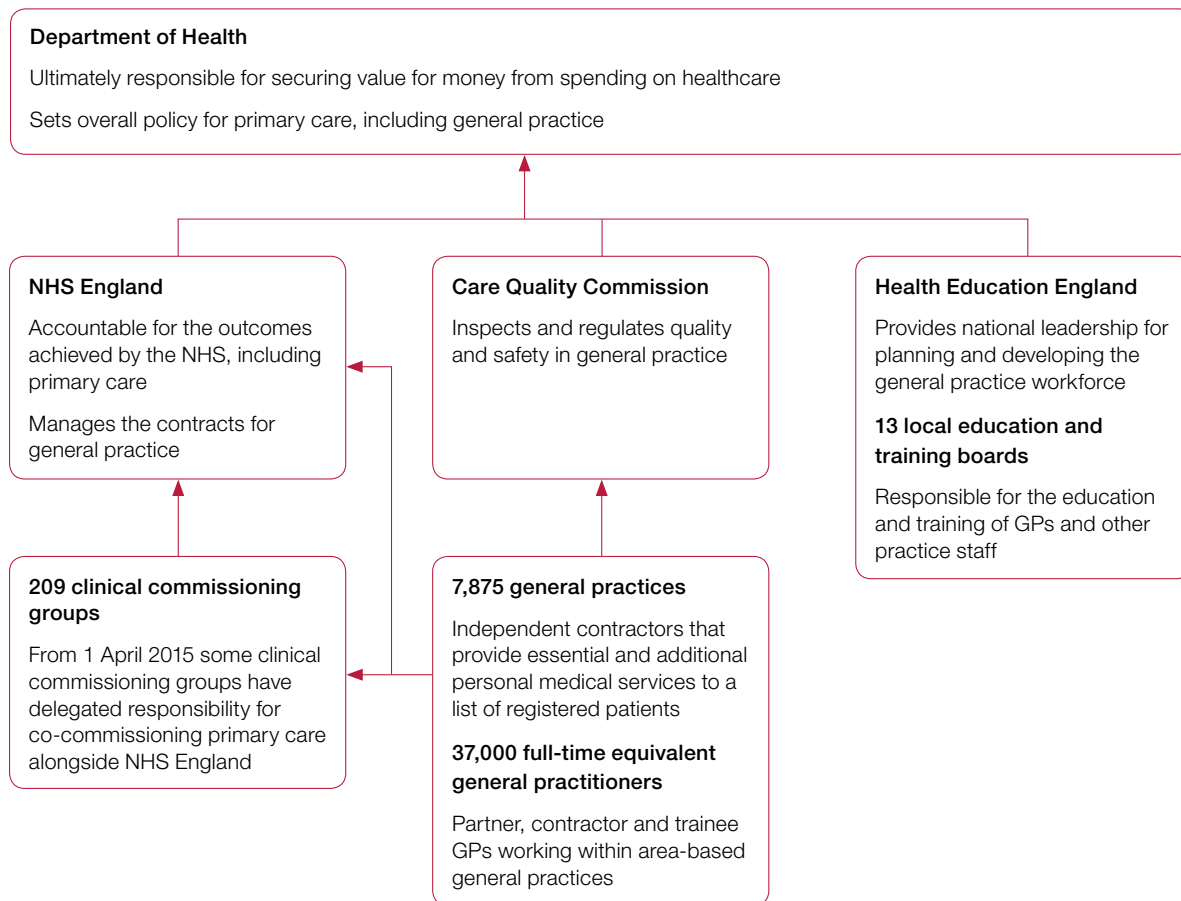 Department of Health
Ultimately responsible for securing value for money from spending on healthcare
Sets overall policy for primary care, including general practice
NHS England
Accountable for the outcomes
achieved by the NHS, including
primary care
Manages the contracts for
general practice
Care Quality Commission
Inspects and regulates quality
and safety in general practice
Health Education England
Provides national leadership for
planning and developing the
general practice workforce
13 local education and
training boards
Responsible for the education
and training of GPs and other
practice staff
209 clinical commissioning
groups
From 1 April 2015 some clinical
commissioning groups have
delegated responsibility for
co-commissioning primary care
alongside NHS England
7,875 general practices
Independent contractors that
provide essential and additional
personal medical services to a
list of registered patients
37,000 full-time equivalent
general practitioners
Partner, contractor and trainee
GPs working within area-based
general practices